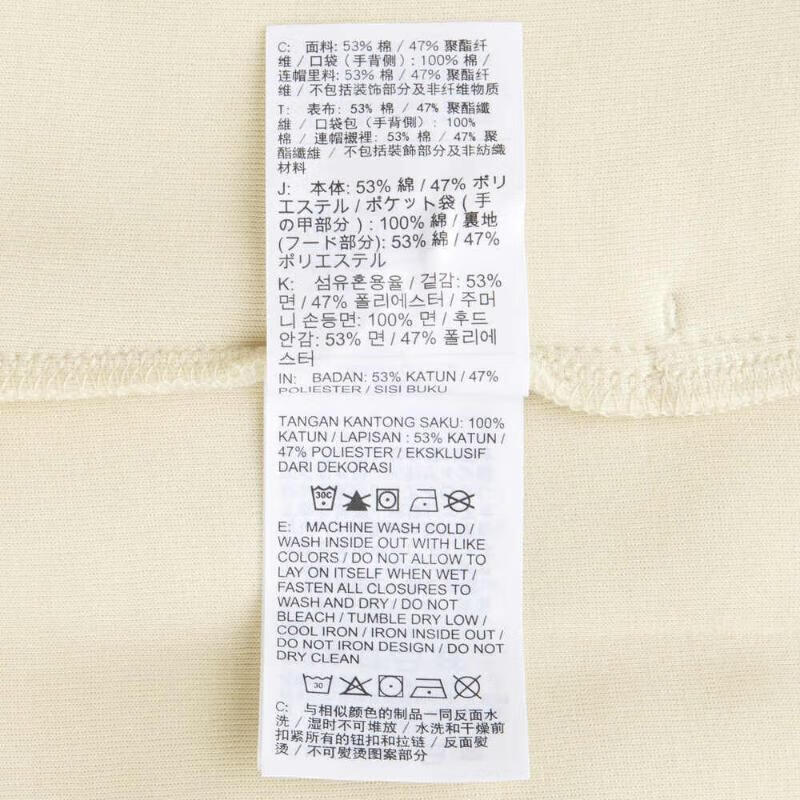 C: 面料: 53% 棉 / 47% 聚酯纤
维 / 口袋 (手背侧) : 100% 棉 /
连帽里料: 53% 棉 / 47% 聚酯纤
维 / 不包括装饰部分及非纤维物质
T: 表布: 53% 棉 / 47% 聚酯纖
維 / 口袋包 (手背側) : 100%
棉 / 連帽襯裡: 53% 棉 / 47% 聚
酯纖維 / 不包括裝飾部分及非紡織
材料
J: 本体: 53% 綿 / 47% ポリ
エステル / ポケット袋 ( 手
の甲部分 ) : 100% 綿 / 裏地
(フード部分): 53% 綿 / 47%
ポリエステル
K: 섬유혼용율 / 겉감: 53%
면 / 47% 폴리에스터 / 주머
니 손등면: 100% 면 / 후드
안감: 53% 면 / 47% 폴리에
스터
IN: BADAN: 53% KATUN / 47%
POLIESTER / SISI BUKU
TANGAN KANTONG SAKU: 100%
KATUN / LAPISAN : 53% KATUN /
47% POLIESTER / EKSKLUSIF
DARI DEKORASI
30C
E: MACHINE WASH COLD /
WASH INSIDE OUT WITH LIKE
COLORS / DO NOT ALLOW TO
LAY ON ITSELF WHEN WET /
FASTEN ALL CLOSURES TO
WASH AND DRY / DO NOT
BLEACH / TUMBLE DRY LOW /
COOL IRON / IRON INSIDE OUT /
DO NOT IRON DESIGN / DO NOT
DRY CLEAN
30
C: 与相似颜色的制品一同反面水
洗 / 湿时不可堆放 / 水洗和干燥前
扣紧所有的钮扣和拉链 / 反面熨
烫 / 不可熨烫图案部分